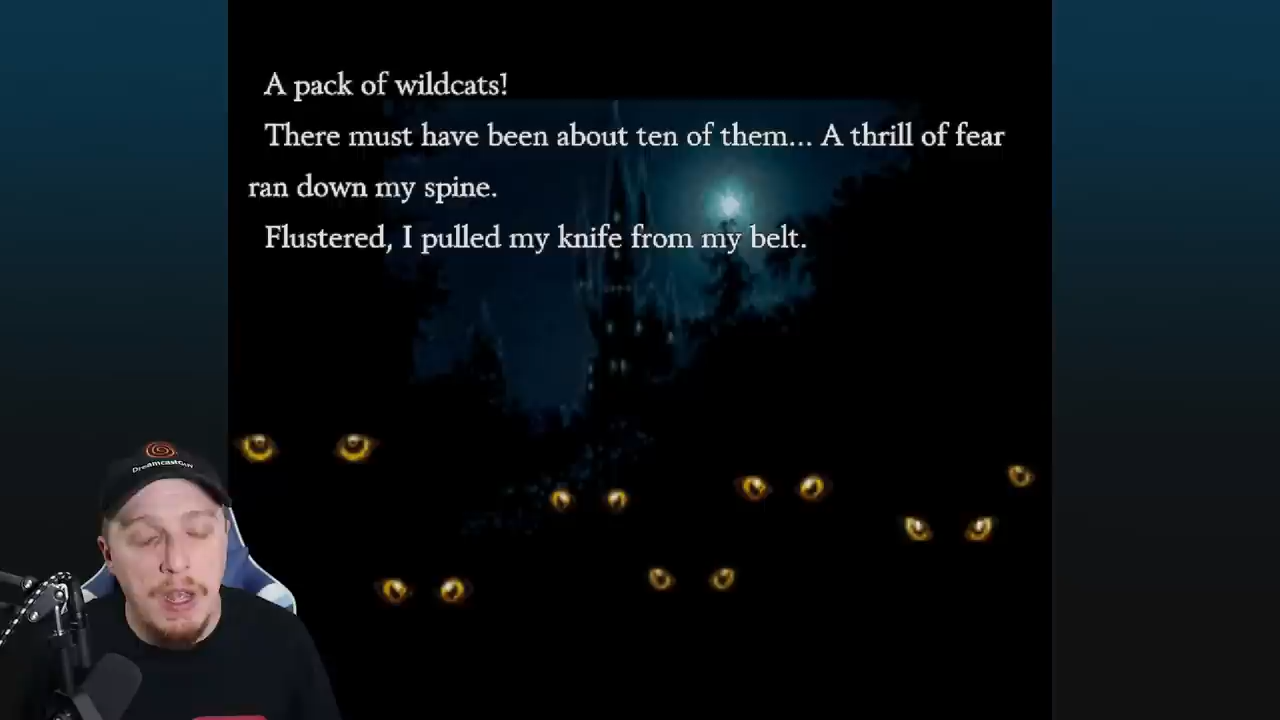 A pack of wildcats!
There must have been about ten of them... A thrill of fear
ran down my spine.
Flustered, I pulled my knife from my belt.
DreamcastGuy